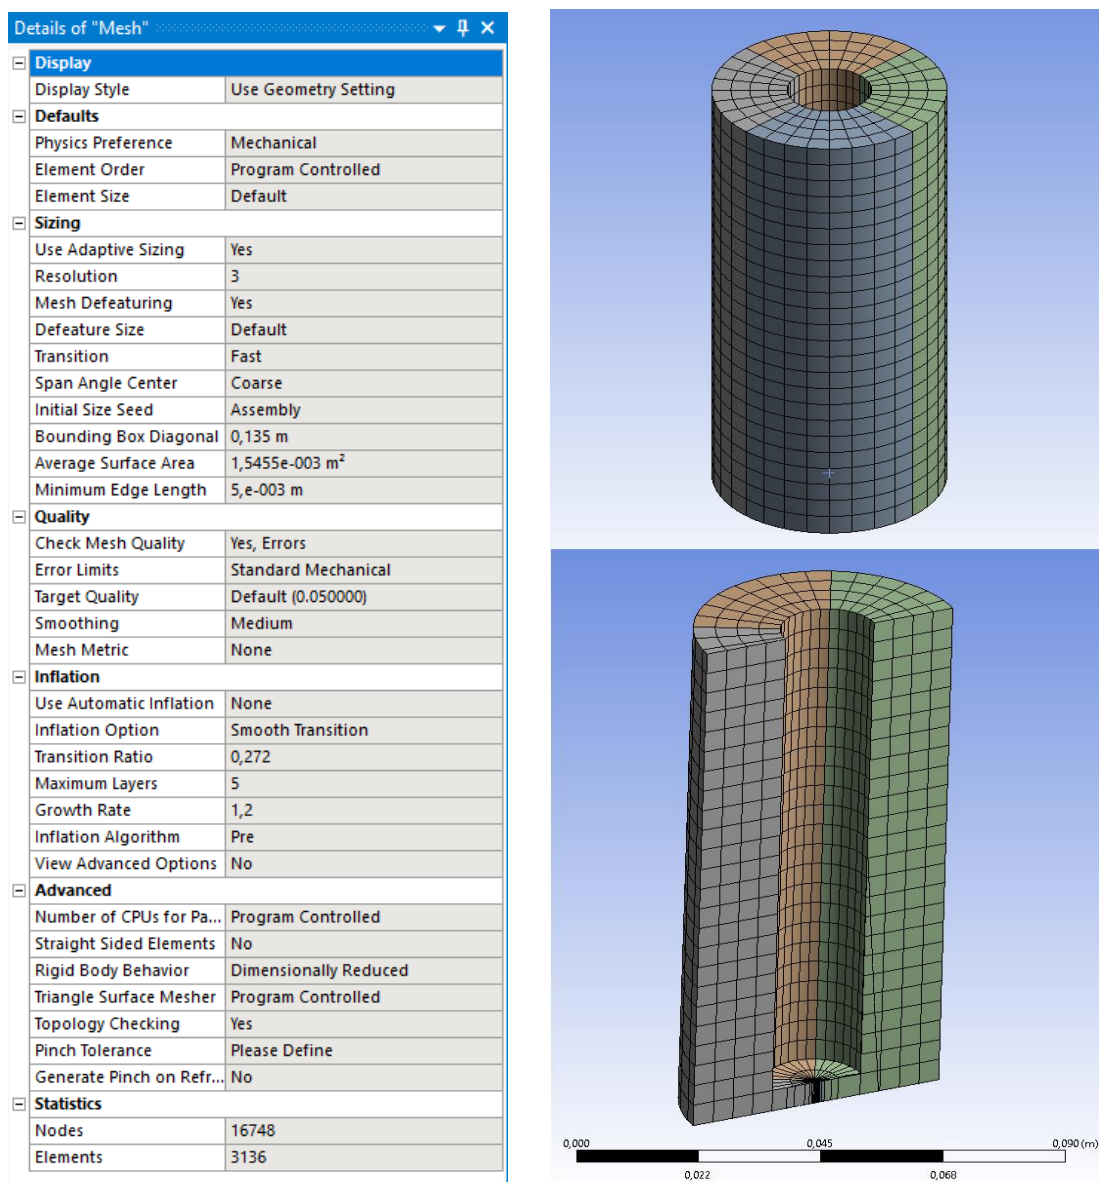 Details of "Mesh"
Display
Display Style Use Geometry Setting
Defaults
Physics Preference Mechanical
Element Order Program Controlled
Element Size Default
Sizing
Use Adaptive Sizing Yes
Resolution 3
Mesh Defeaturing Yes
Defeature Size Default
Transition Fast
Span Angle Center Coarse
Initial Size Seed Assembly
Bounding Box Diagonal 0,135 m
Average Surface Area 1,5455e-003 m²
Minimum Edge Length 5,e-003 m
Quality
Check Mesh Quality Yes, Errors
Error Limits Standard Mechanical
Target Quality Default (0.050000)
Smoothing Medium
Mesh Metric None
Inflation
Use Automatic Inflation None
Inflation Option Smooth Transition
Transition Ratio 0,272
Maximum Layers 5
Growth Rate 1,2
Inflation Algorithm Pre
View Advanced Options No
Advanced
Number of CPUs for Pa... Program Controlled
Straight Sided Elements No
Rigid Body Behavior Dimensionally Reduced
Triangle Surface Mesher Program Controlled
Topology Checking Yes
Pinch Tolerance Please Define
Generate Pinch on Refr... No
Statistics
Nodes 16748
Elements 3136
0,000 0,045 0,090 (m)
0,022 0,068